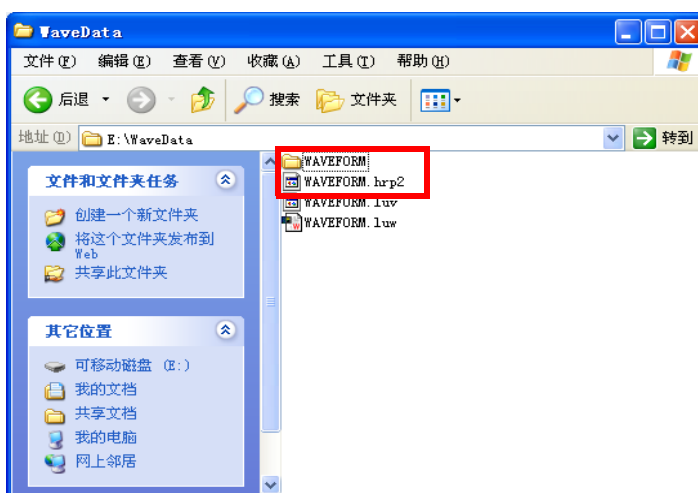 WaveData
文件(F) 编辑(E) 查看(V) 收藏(A) 工具(T) 帮助(H)
后退 搜索 文件夹
地址(D) E:\WaveData 转到
文件和文件夹任务
创建一个新文件夹
将这个文件夹发布到
Web
共享此文件夹
其它位置
可移动磁盘 (E:)
我的文档
共享文档
我的电脑
网上邻居
WAVEFORM
WAVEFORM.hrp2
WAVEFORM.luv
WAVEFORM.luw